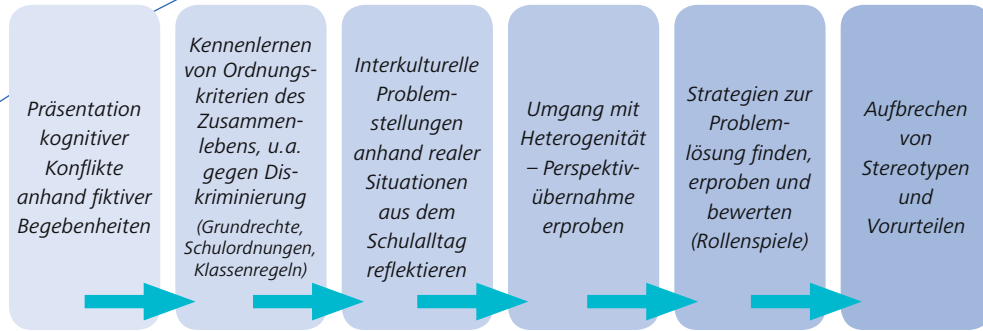 Präsentation
kognitiver
Konflikte
anhand fiktiver
Begebenheiten
Kennenlernen
von Ordnungs-
kriterien des
Zusammen-
lebens, u.a.
gegen Dis-
kriminierung
(Grundrechte,
Schulordnungen,
Klassenregeln)
Interkulturelle
Problem-
stellungen
anhand realer
Situationen
aus dem
Schulalltag
reflektieren
Umgang mit
Heterogenität
– Perspektiv-
übernahme
erproben
Strategien zur
Problem-
lösung finden,
erproben und
bewerten
(Rollenspiele)
Aufbrechen
von
Stereotypen
und
Vorurteilen